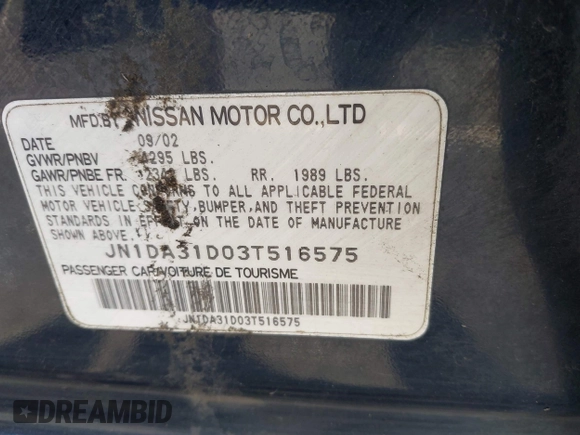 MFD.BY NISSAN MOTOR CO.,LTD
DATE 09/02
GVWR/PNBV 4295 LBS.
GAWR/PNBE FR. LBS. RR. 1989 LBS.
THIS VEHICLE CONFORMS TO ALL APPLICABLE FEDERAL
MOTOR VEHICLE SAFETY, BUMPER, AND THEFT PREVENTION
STANDARDS IN EFFECT ON THE DATE OF MANUFACTURE
SHOWN ABOVE.
JN1DA31D03T516575
PASSENGER CAR/VOITURE DE TOURISME
JN1DA31D03T516575
DREAMBID